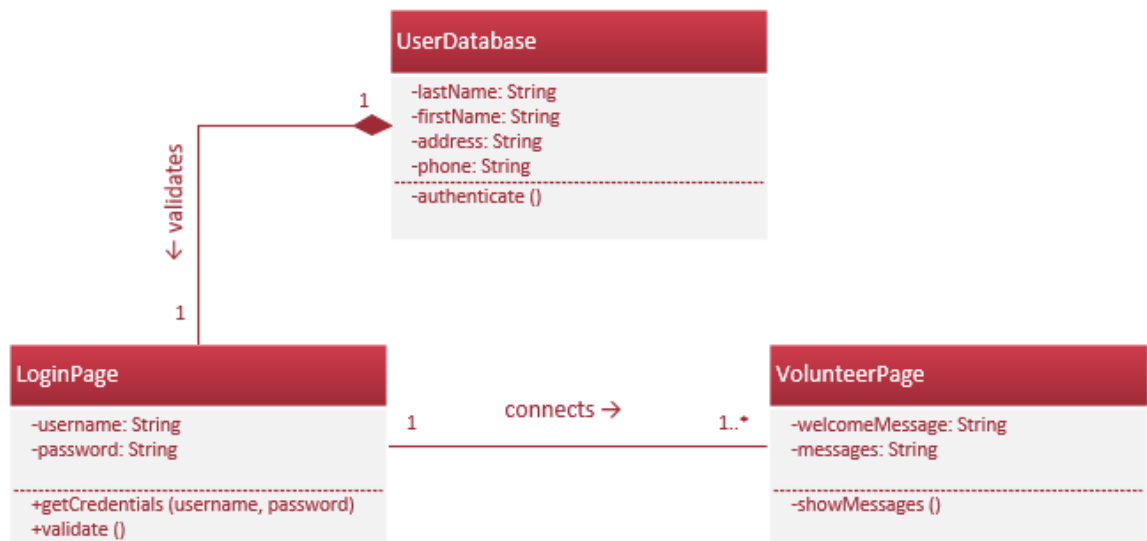 UserDatabase
-lastName: String
-firstName: String
-address: String
-phone: String
-authenticate ()
1
← validates
1
LoginPage
-username: String
-password: String
+getCredentials (username, password)
+validate ()
1
connects →
1..*
VolunteerPage
-welcomeMessage: String
-messages: String
-showMessages ()